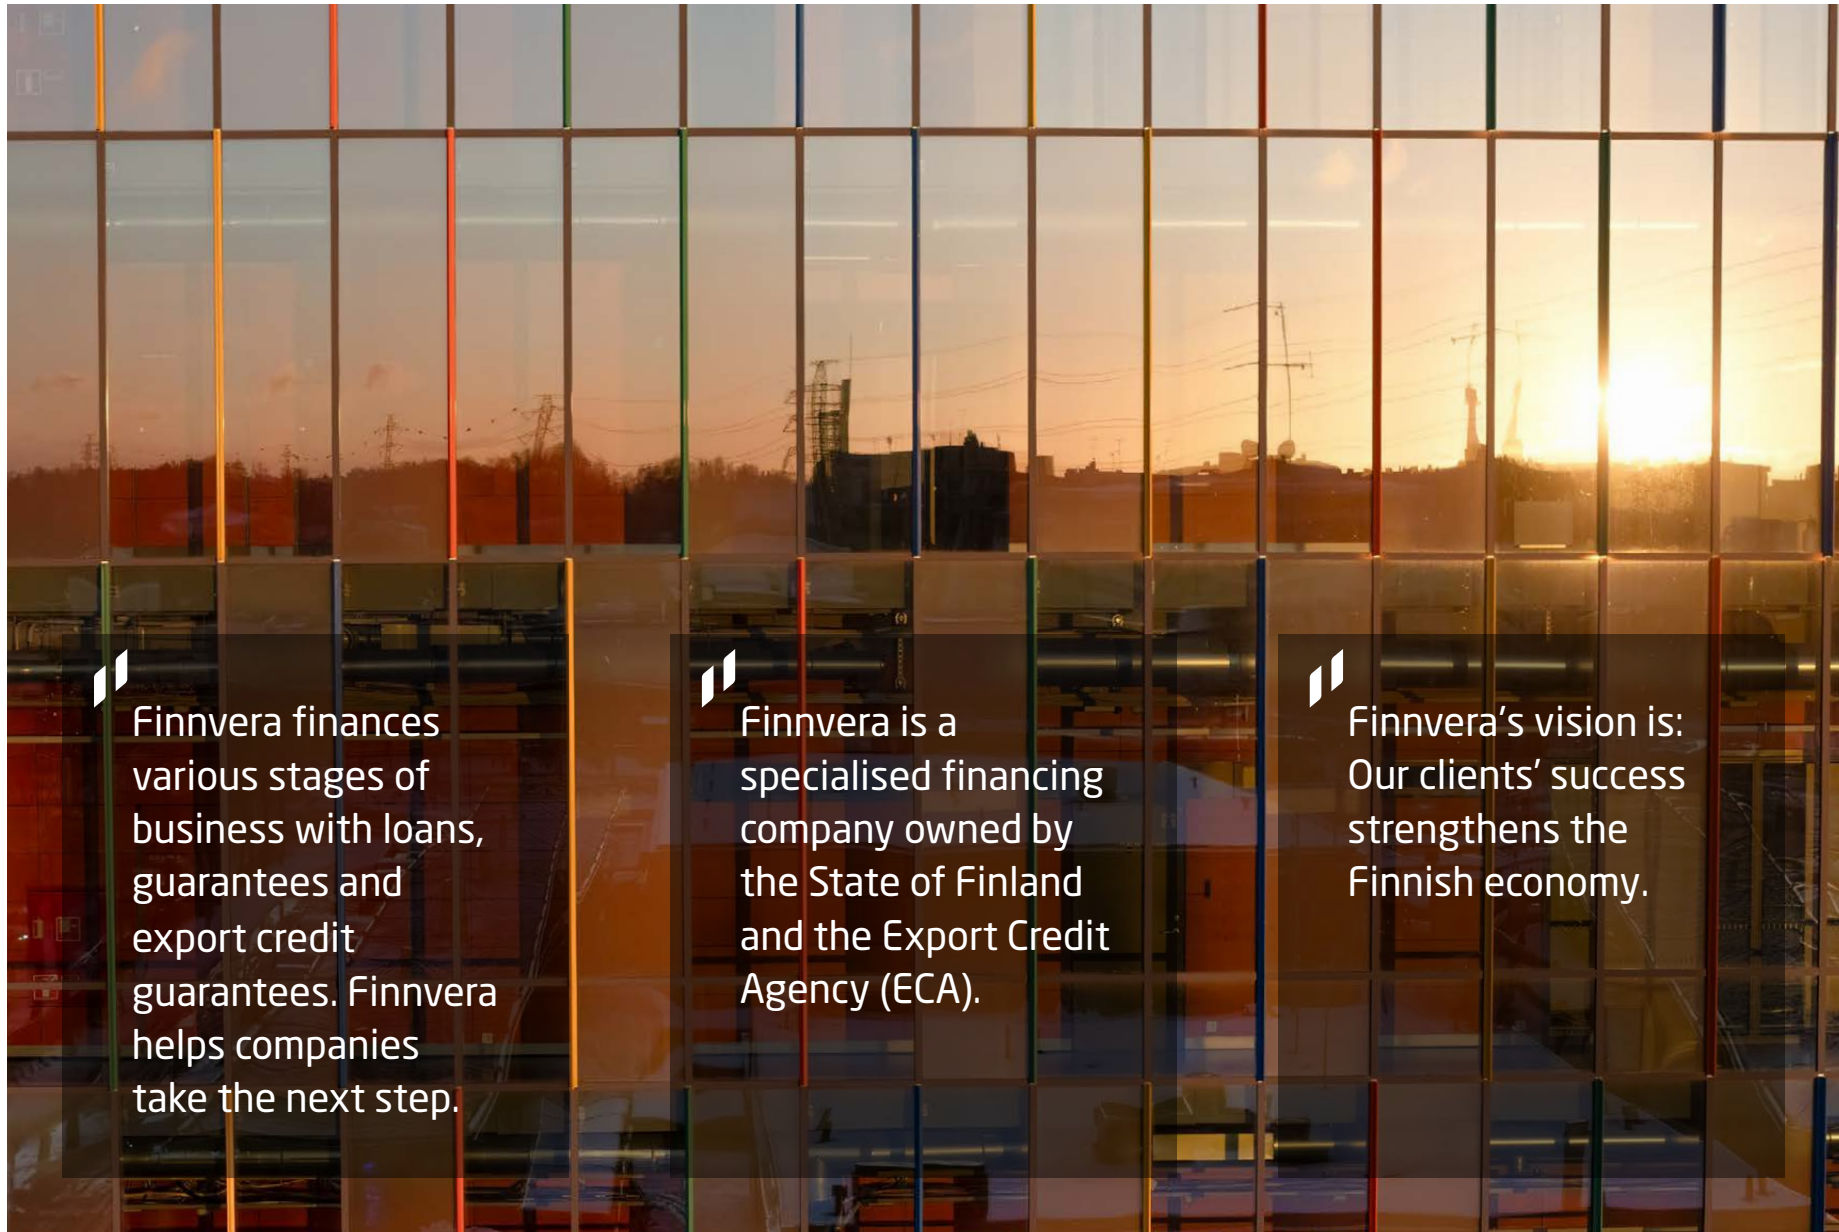 Finnvera finances
various stages of
business with loans,
guarantees and
export credit
guarantees. Finnvera
helps companies
take the next step.
Finnvera is a
specialised financing
company owned by
the State of Finland
and the Export Credit
Agency (ECA).
Finnvera’s vision is:
Our clients’ success
strengthens the
Finnish economy.